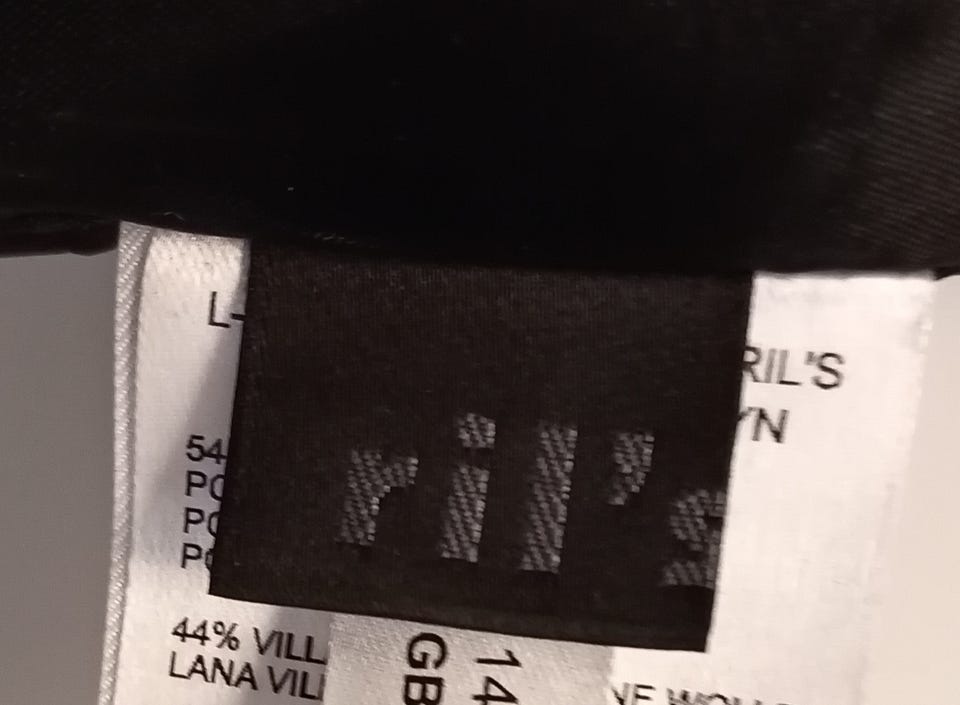 L-
RIL'S
YN
ril's
54
PO
PO
PO
44% VILL
LANA VIL
14
GB